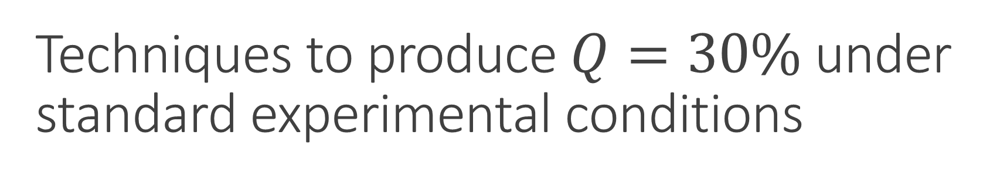 Techniques to produce Q = 30% under
standard experimental conditions